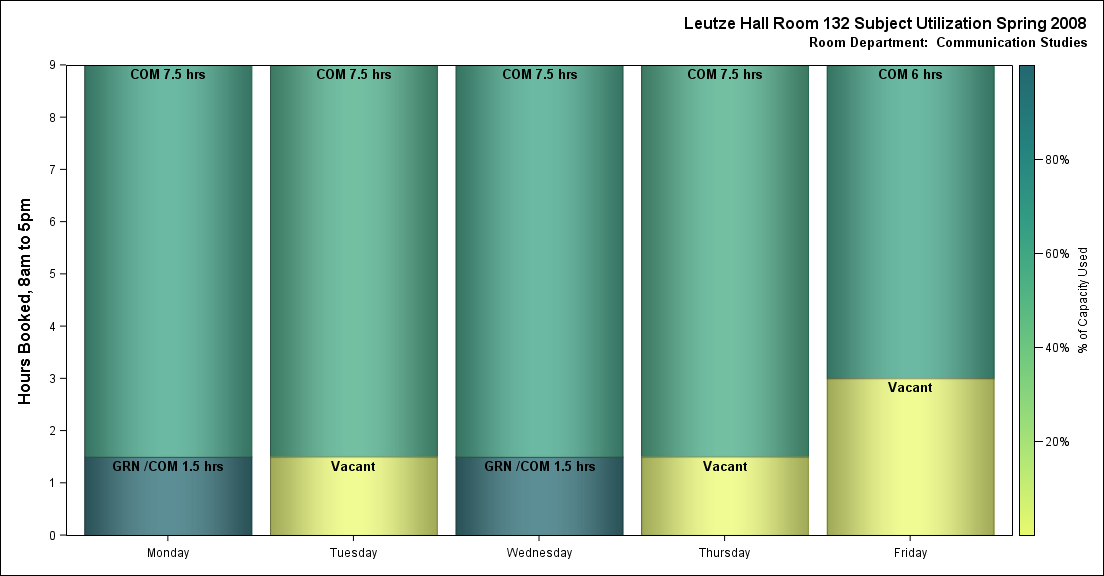 Leutze Hall Room 132 Subject Utilization Spring 2008
Room Department:  Communication Studies
Hours Booked, 8am to 5pm
9
8
7
6
5
4
3
2
1
0
COM 7.5 hrs
COM 7.5 hrs
COM 7.5 hrs
COM 7.5 hrs
COM 6 hrs
Vacant
GRN /COM 1.5 hrs
Vacant
GRN /COM 1.5 hrs
Vacant
Monday
Tuesday
Wednesday
Thursday
Friday
80%
60%
40%
20%
% of Capacity Used